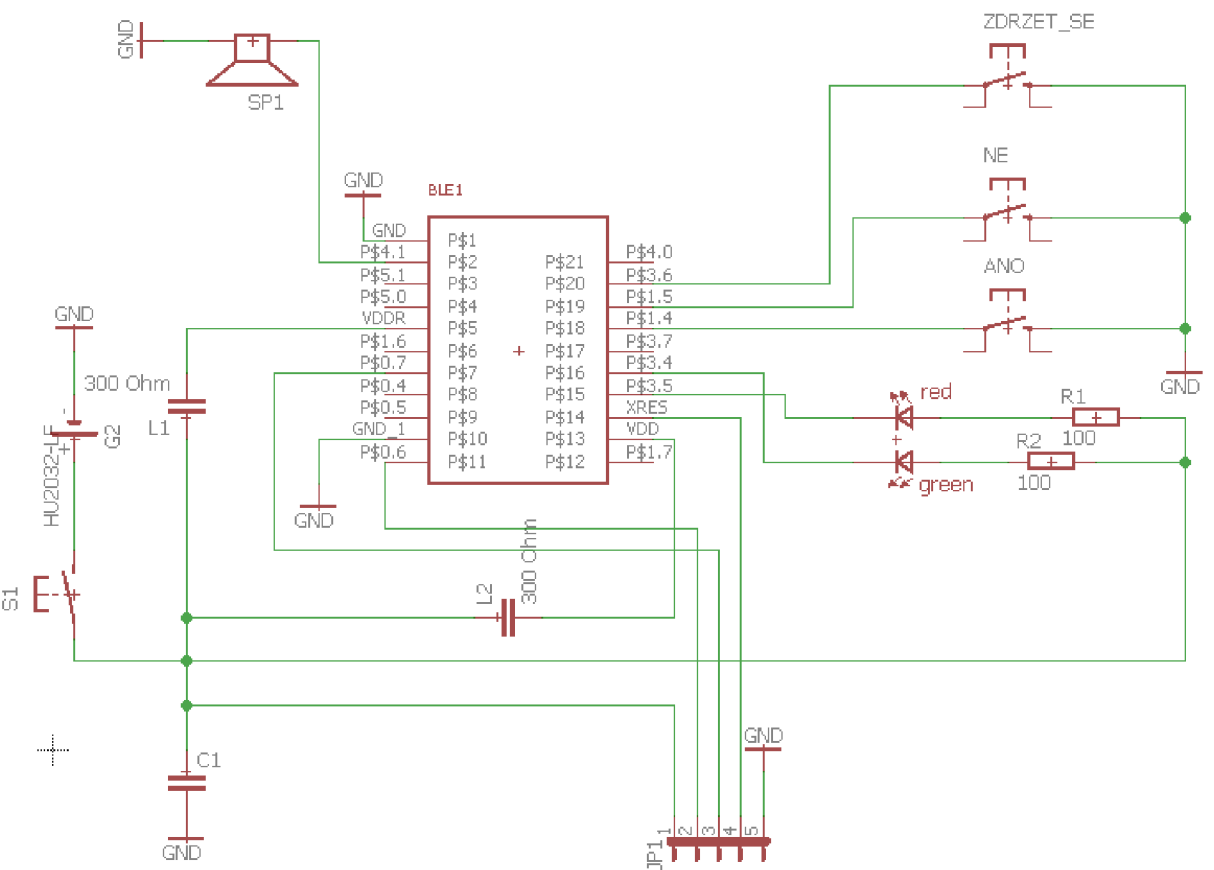 ZDRZET_SE
GND
SP1
NE
GND
BLE1
GND
P$4.1
P$5.1
P$5.0
VDDR
P$1.6
P$0.7
P$0.4
P$0.5
GND_1
P$0.6
P$1
P$2
P$3
P$4
P$5
P$6
P$7
P$8
P$9
P$10
P$11
P$21
P$20
P$19
P$18
P$17
P$16
P$15
P$14
P$13
P$12
P$4.0
P$3.6
P$1.5
P$1.4
P$3.7
P$3.4
P$3.5
XRES
VDD
P$1.7
ANO
GND
GND
300 Ohm
L1
G2
red
R1
100
R2
100
green
GND
L2
300 Ohm
S1
C1
GND
GND
JP1
1
2
3
4
5